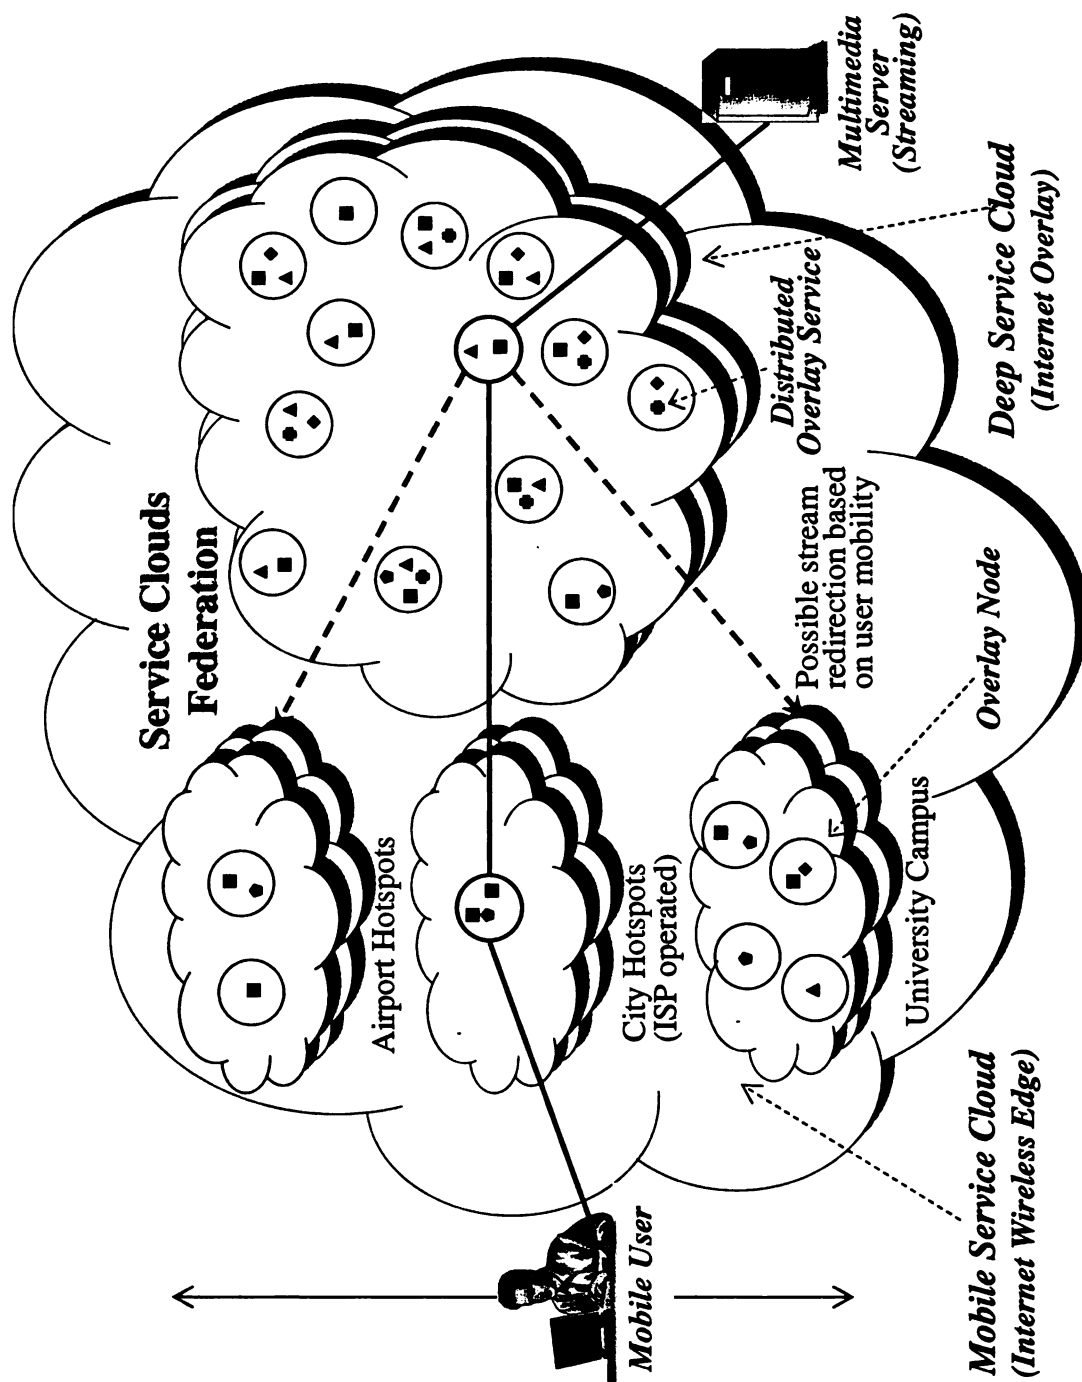 Service Clouds
Federation
Multimedia
Server
(Streaming)
Deep Service Cloud
(Internet Overlay)
Distributed
Overlay Service
Possible stream
redirection based
on user mobility
Overlay Node
Airport Hotspots
City Hotspots
(ISP operated)
University Campus
Mobile User
Mobile Service Cloud
(Internet Wireless Edge)